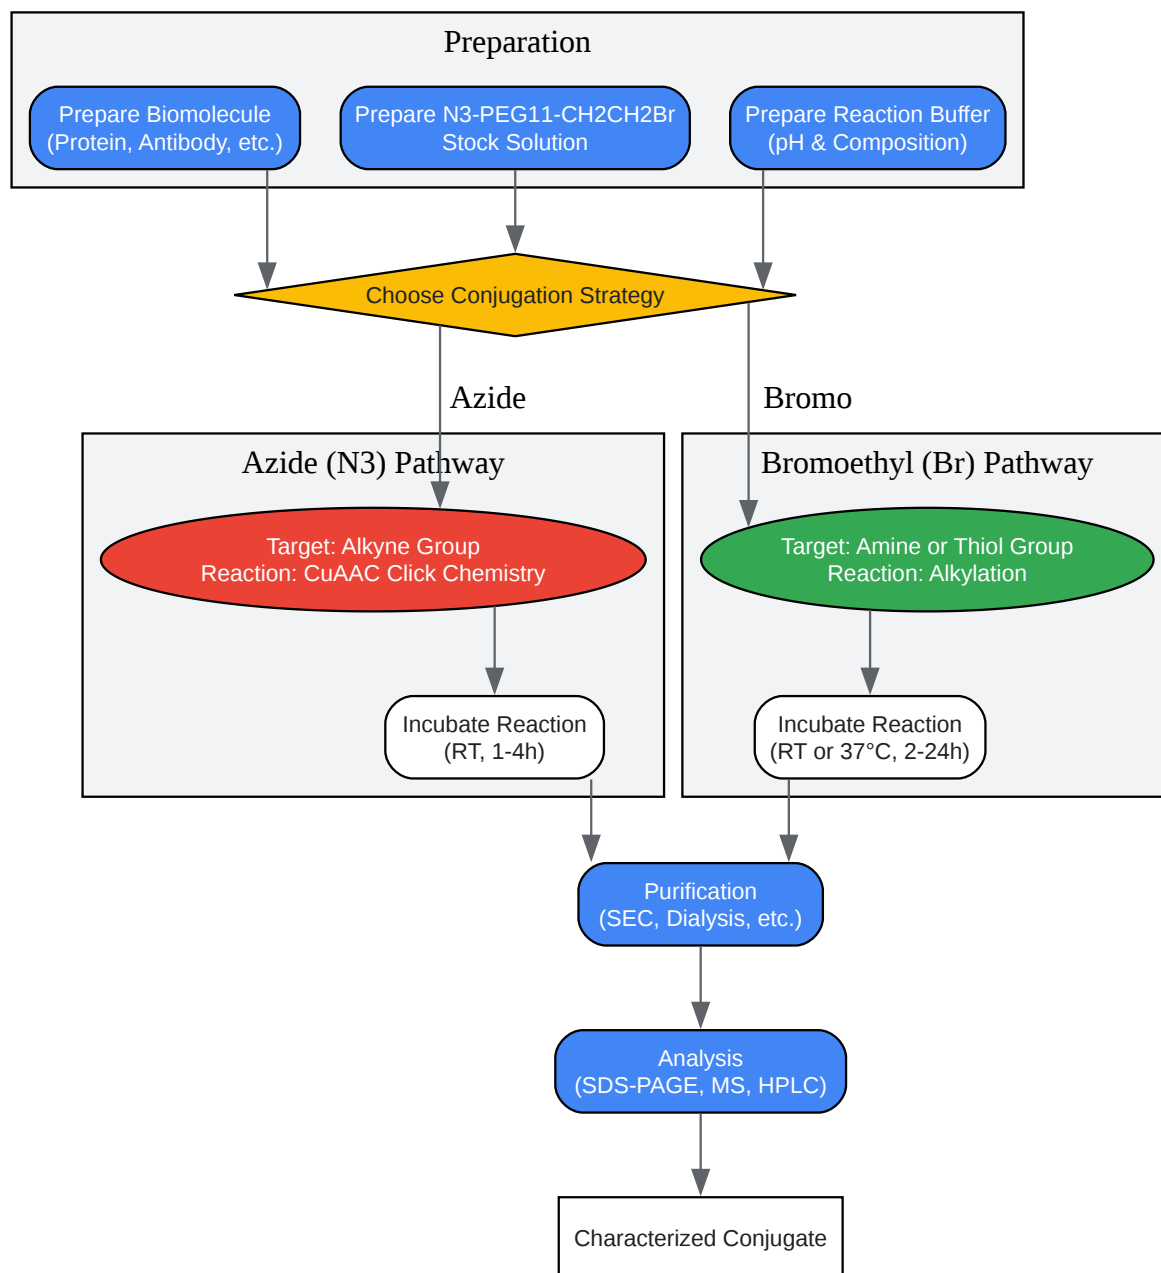 Preparation
Prepare Biomolecule
(Protein, Antibody, etc.)
Prepare N3-PEG11-CH2CH2Br
Stock Solution
Prepare Reaction Buffer
(pH & Composition)
Choose Conjugation Strategy
Azide
Bromo
Azide (N3) Pathway
Target: Alkyne Group
Reaction: CuAAC Click Chemistry
Incubate Reaction
(RT, 1-4h)
Bromoethyl (Br) Pathway
Target: Amine or Thiol Group
Reaction: Alkylation
Incubate Reaction
(RT or 37°C, 2-24h)
Purification
(SEC, Dialysis, etc.)
Analysis
(SDS-PAGE, MS, HPLC)
Characterized Conjugate